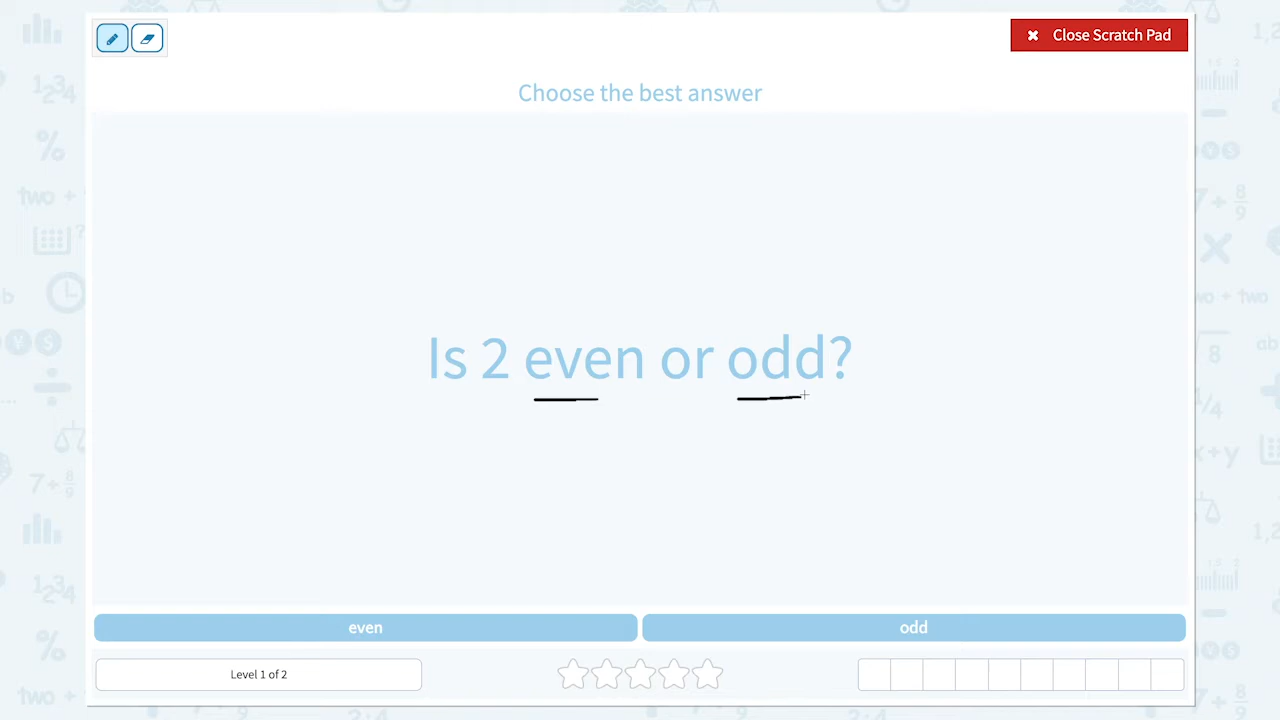 Close Scratch Pad
Choose the best answer
Is 2 even or odd?
even
odd
Level 1 of 2